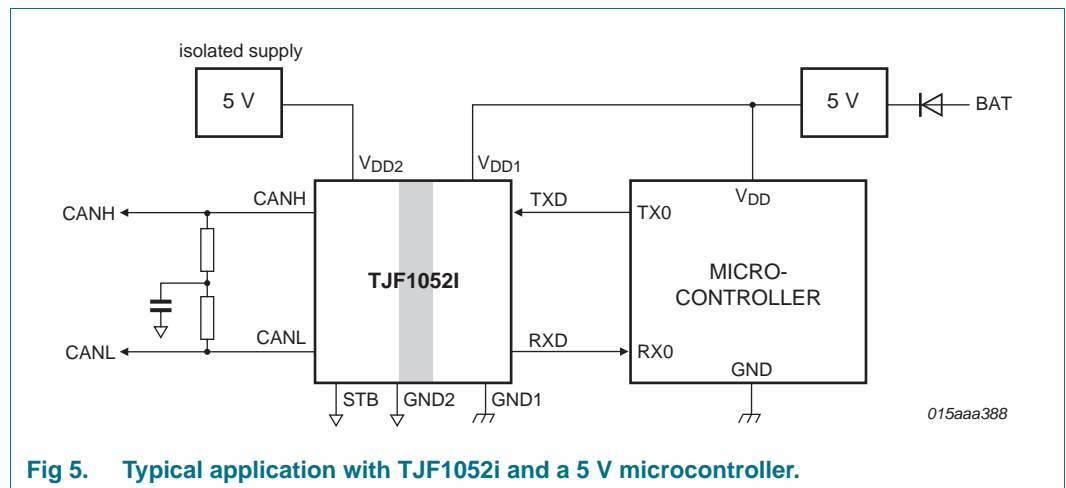 isolated supply
5 V
5 V
BAT
VDD2
VDD1
CANH
CANH
TXD
TX0
VDD
TJF1052I
MICRO-
CONTROLLER
CANL
CANL
RXD
RX0
GND
STB
GND2
GND1
015aaa388
Fig 5. Typical application with TJF1052i and a 5 V microcontroller.